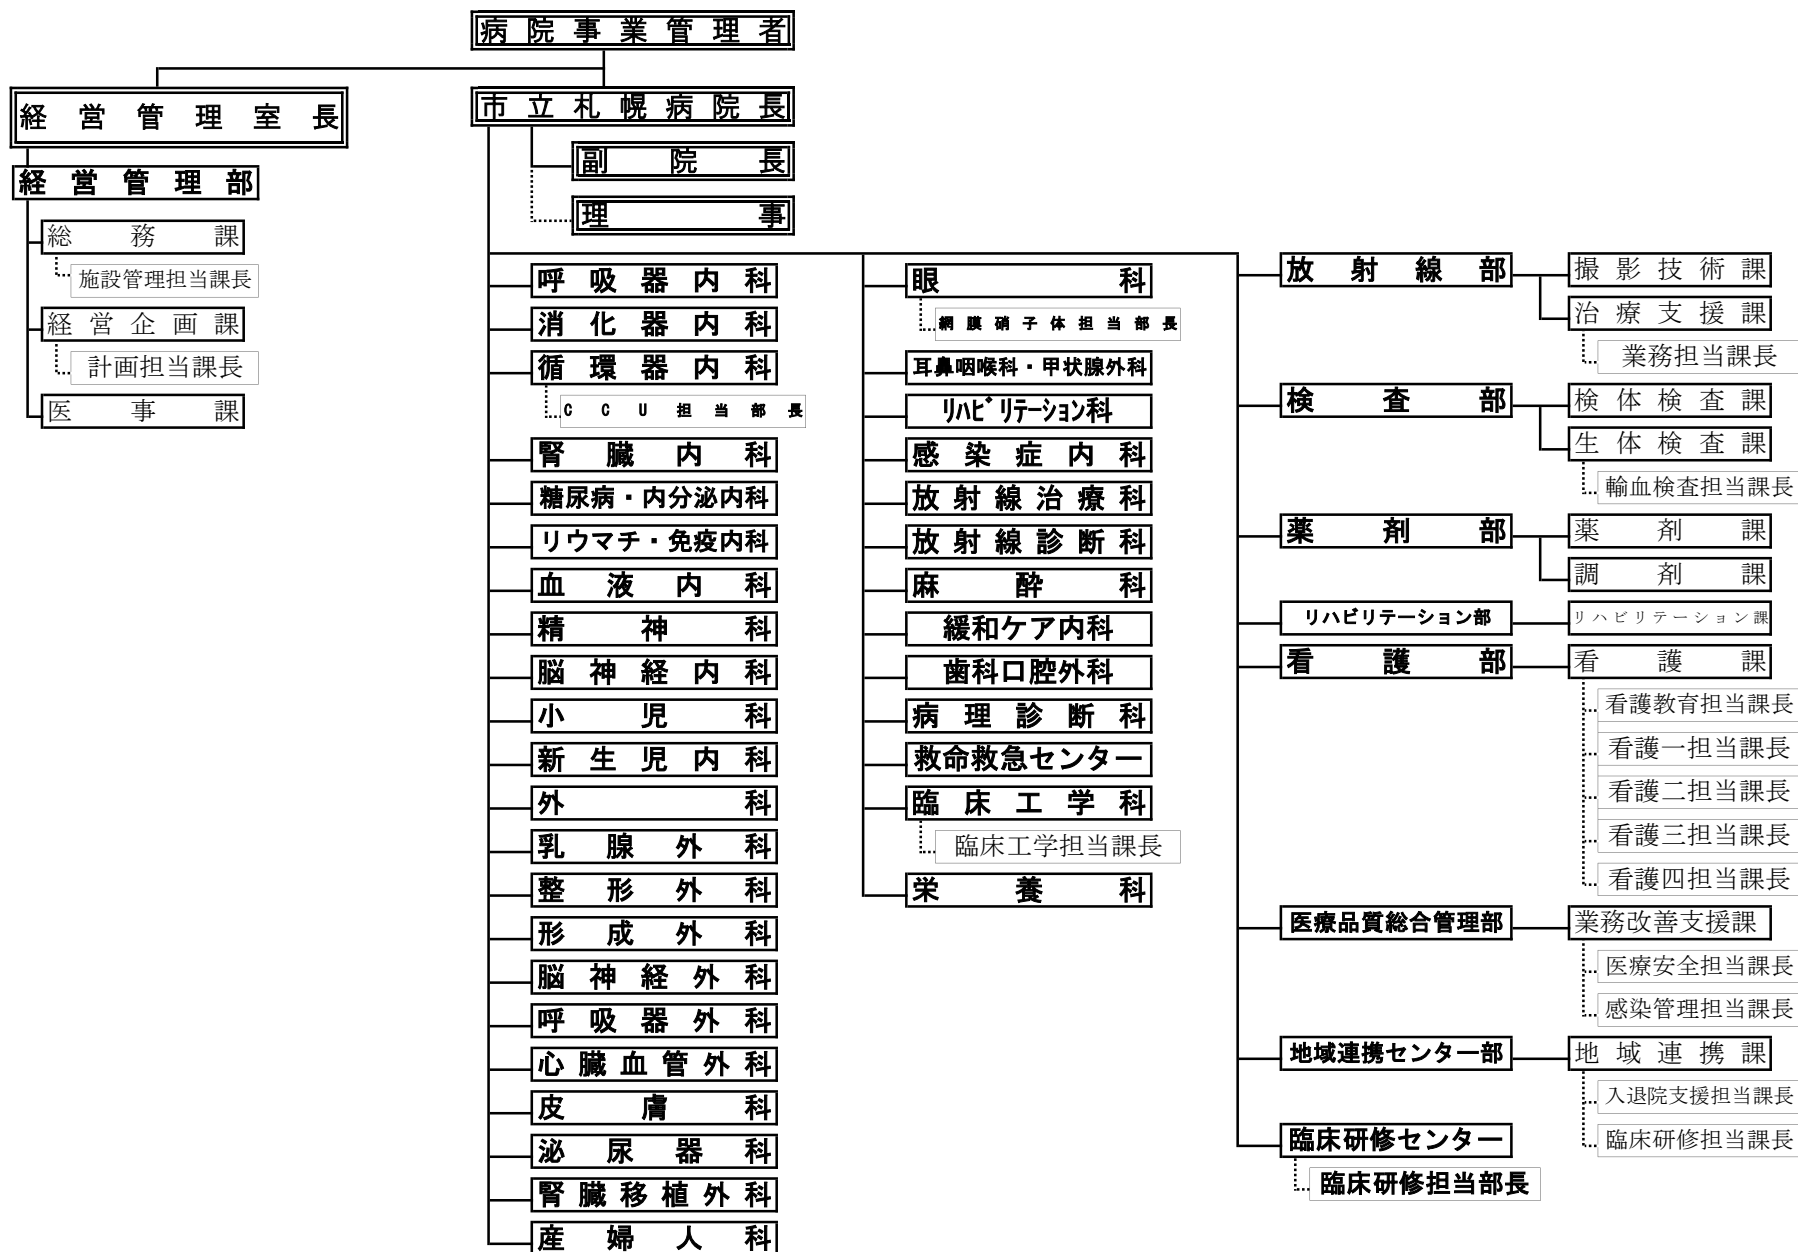 病院事業管理者
経営管理室長
市立札幌病院長
副院長
理事
経営管理部
総務課
施設管理担当課長
経営企画課
計画担当課長
医事課
呼吸器内科
消化器内科
循環器内科
CCU担当部長
腎臓内科
糖尿病・内分泌内科
リウマチ・免疫内科
血液内科
精神科
脳神経内科
小児科
新生児内科
外科
乳腺外科
整形外科
形成外科
脳神経外科
呼吸器外科
心臓血管外科
皮膚科
泌尿器科
腎臓移植外科
産婦人科
眼科
網膜硝子体担当部長
耳鼻咽喉科・甲状腺外科
リハビリテーション科
感染症内科
放射線治療科
放射線診断科
麻酔科
緩和ケア内科
歯科口腔外科
病理診断科
救命救急センター
臨床工学科
臨床工学担当課長
栄養科
放射線部
撮影技術課
治療支援課
業務担当課長
検査部
検体検査課
生体検査課
輸血検査担当課長
薬剤部
薬剤課
調剤課
リハビリテーション部
リハビリテーション課
看護部
看護課
看護教育担当課長
看護一担当課長
看護二担当課長
看護三担当課長
看護四担当課長
医療品質総合管理部
業務改善支援課
医療安全担当課長
感染管理担当課長
地域連携センター部
地域連携課
入退院支援担当課長
臨床研修担当課長
臨床研修センター
臨床研修担当部長